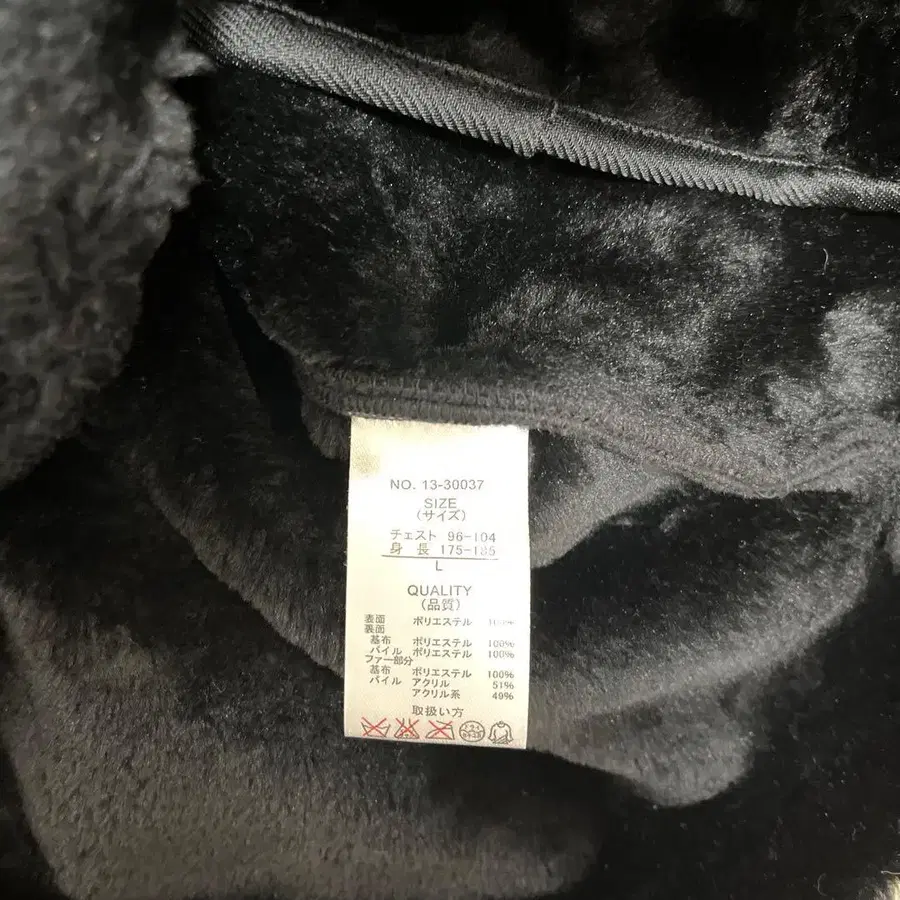 NO. 13-30037
SIZE
(サイズ)
チェスト 96-104
身 長 175-185
L
QUALITY
(品質)
表面 ポリエステル 100%
裏面
基布 ポリエステル 100%
パイル ポリエステル 100%
ファー部分
基布 ポリエステル 100%
パイル アクリル 51%
アクリル系 49%
取扱い方